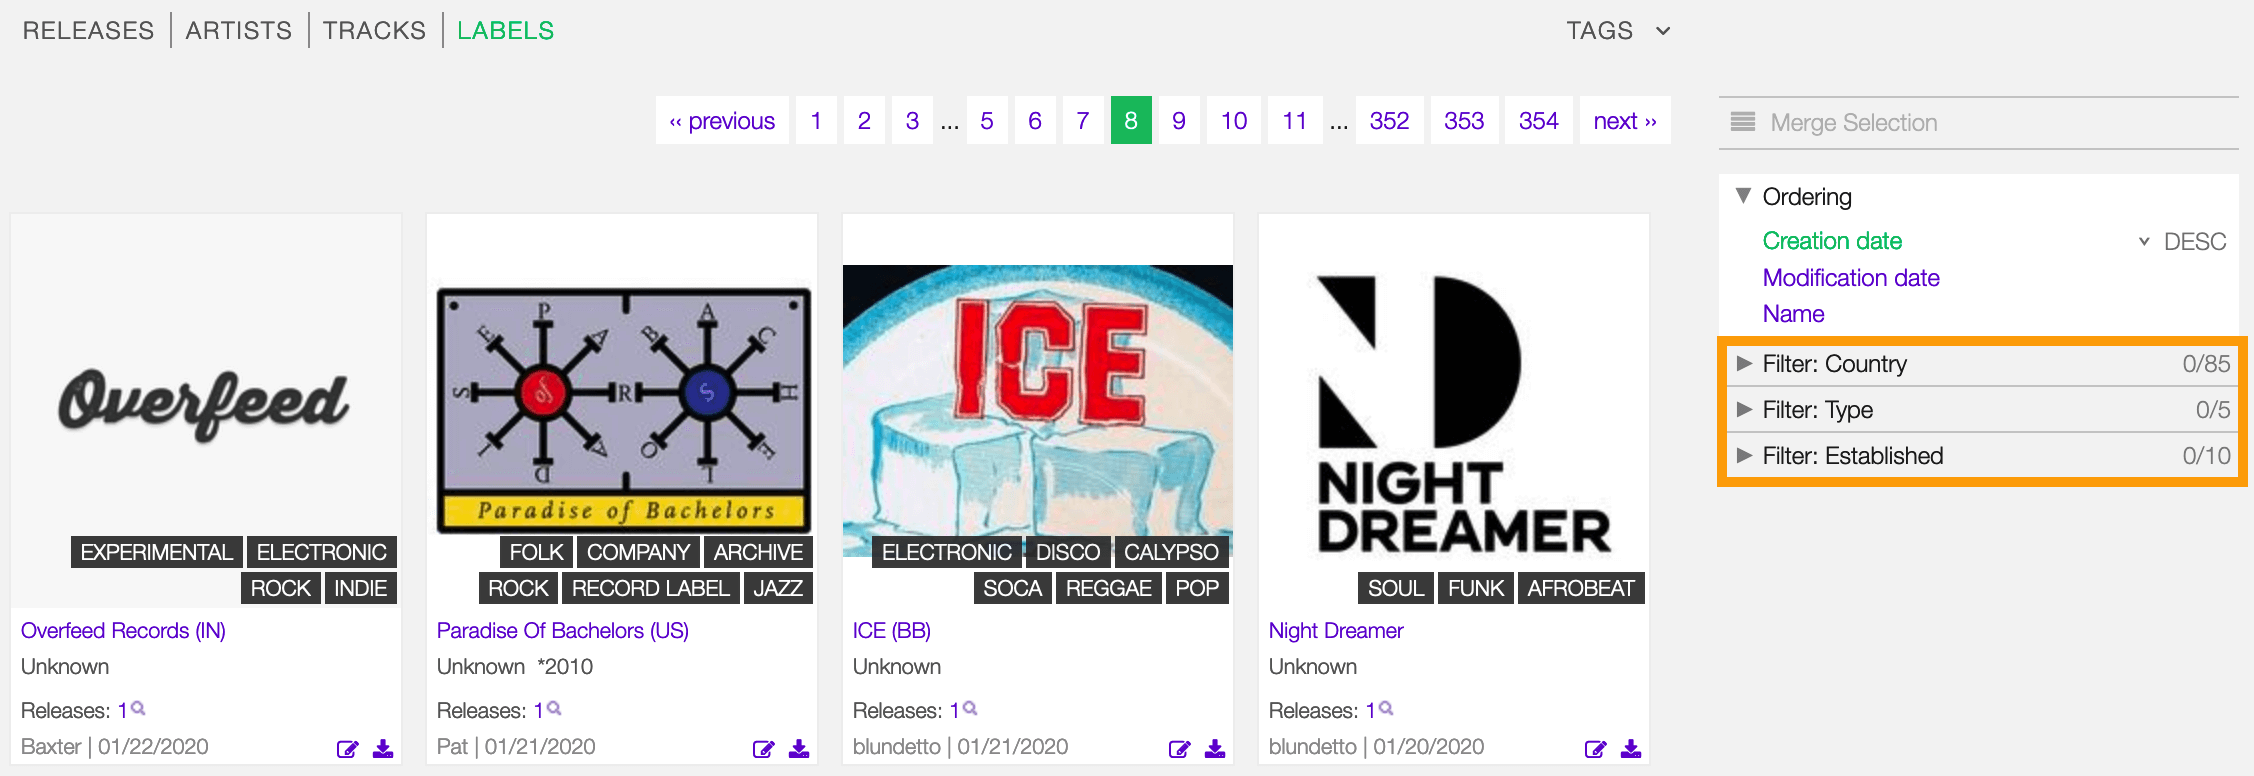 RELEASES ARTISTS TRACKS LABELS TAGS
‹‹ previous 1 2 3 ... 5 6 7 8 9 10 11 ... 352 353 354 next ››
Merge Selection
Ordering
Creation date DESC
Modification date
Name
Filter: Country 0/85
Filter: Type 0/5
Filter: Established 0/10
Overfeed
EXPERIMENTAL ELECTRONIC
ROCK INDIE
Overfeed Records (IN)
Unknown
Releases: 1
Baxter | 01/22/2020
PARADISE
OF
BACHELORS
Paradise of Bachelors
FOLK COMPANY ARCHIVE
ROCK RECORD LABEL JAZZ
Paradise Of Bachelors (US)
Unknown *2010
Releases: 1
Pat | 01/21/2020
ICE
ELECTRONIC DISCO CALYPSO
SOCA REGGAE POP
ICE (BB)
Unknown
Releases: 1
blundetto | 01/21/2020
ND
NIGHT
DREAMER
SOUL FUNK AFROBEAT
Night Dreamer
Unknown
Releases: 1
blundetto | 01/20/2020